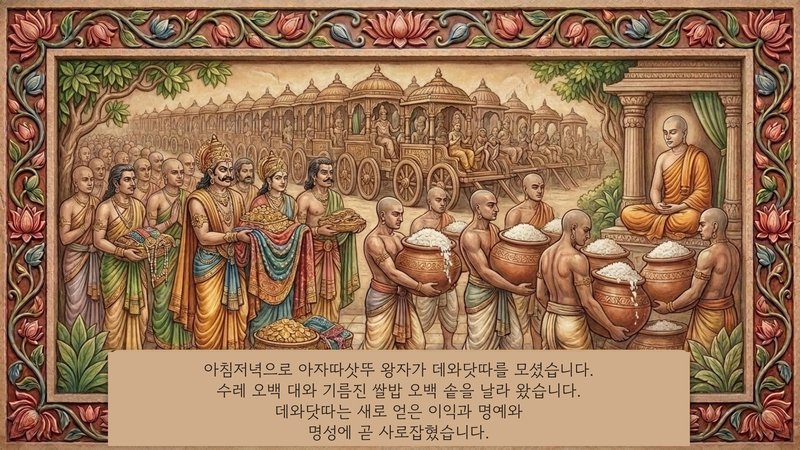 아침저녁으로 아자따삿뚜 왕자가 데와닷따를 모셨습니다.
수레 오백 대와 기름진 쌀밥 오백 솥을 날라 왔습니다.
데와닷따는 새로 얻은 이익과 명예와
명성에 곧 사로잡혔습니다.